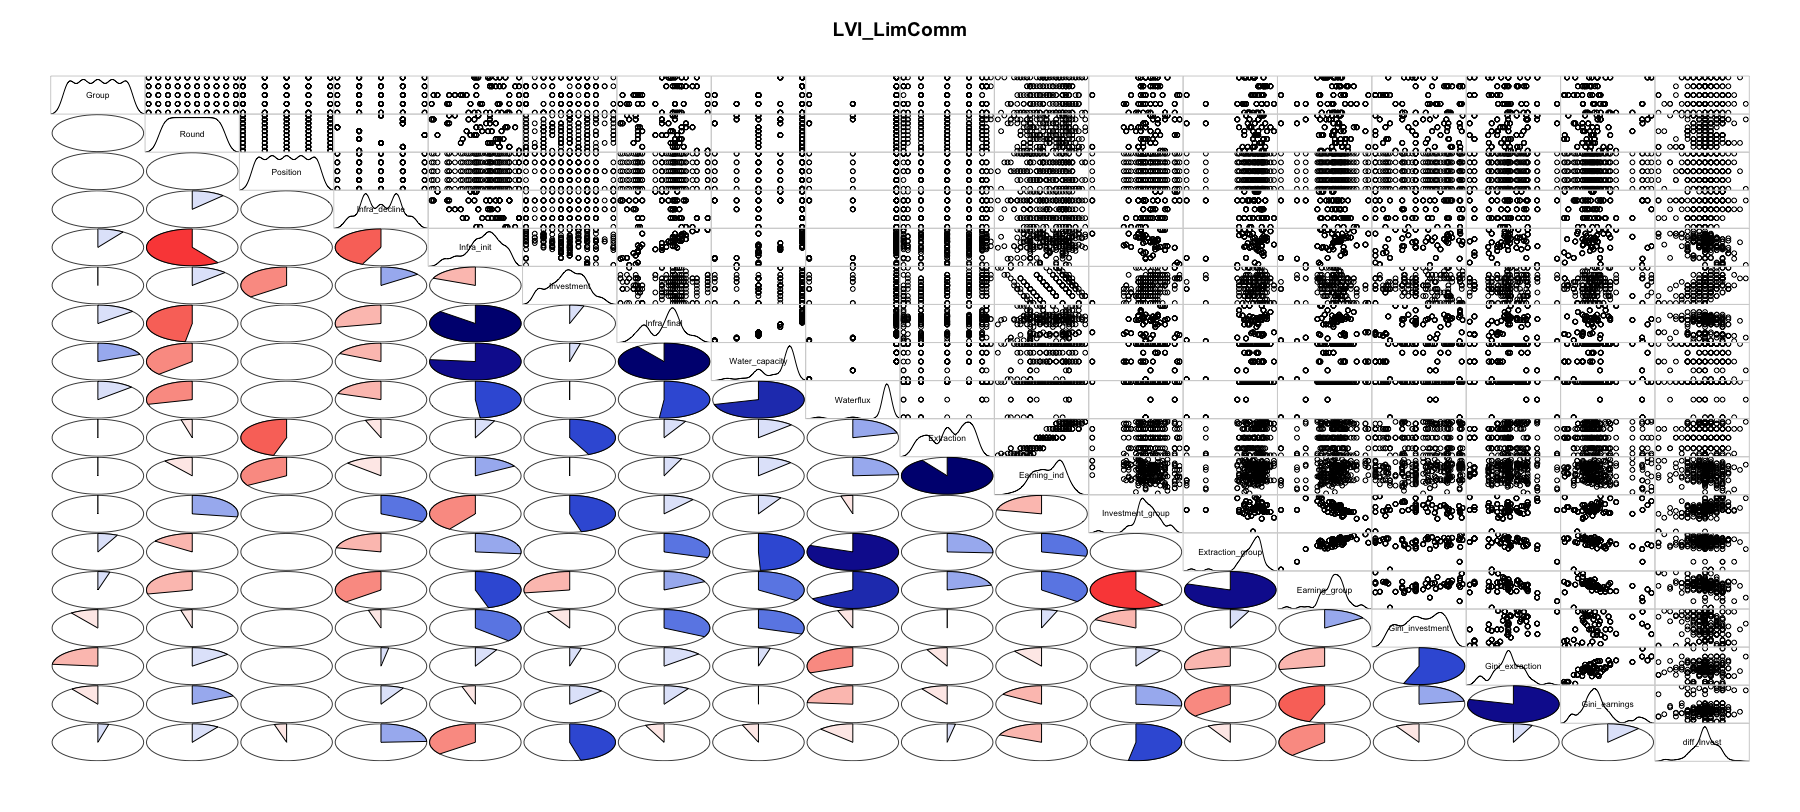 LVI_LimComm
Group
Round
Position
Infra_decline
Infra_init
Investment
Infra_final
Water_capacity
Waterflux
Extraction
Earning_ind
Investment_group
Extraction_group
Earning_group
Gini_investment
Gini_extraction
Gini_earnings
diff_invest